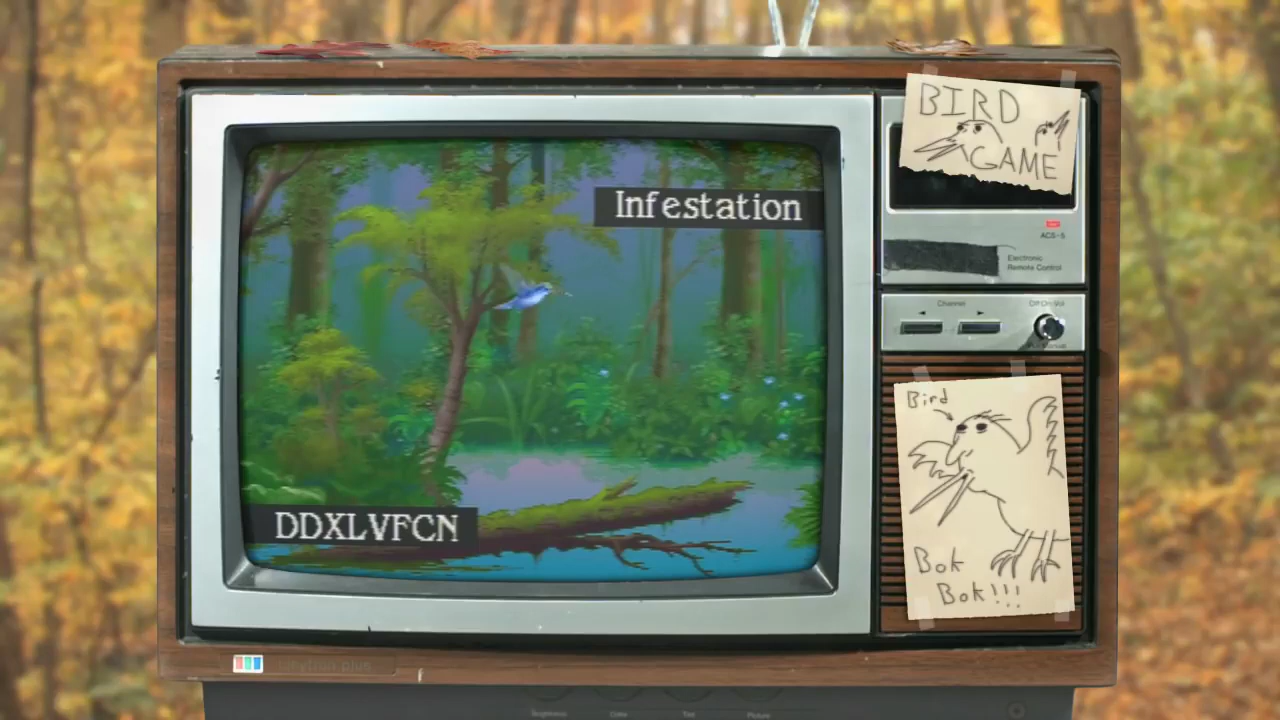 BIRD
GAME
Infestation
ACS-5
Electronic
Remote Control
Channel
Bird
DDXLVFCN
Bok
Bok!!!